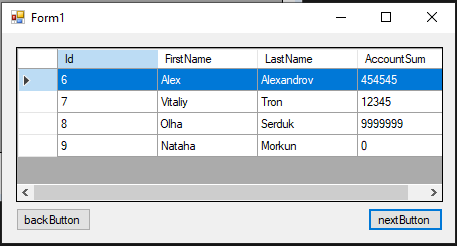 Form1
Id FirstName LastName AccountSum
6 Alex Alexandrov 454545
7 Vitaliy Tron 12345
8 Olha Serduk 9999999
9 Nataha Morkun 0
backButton nextButton